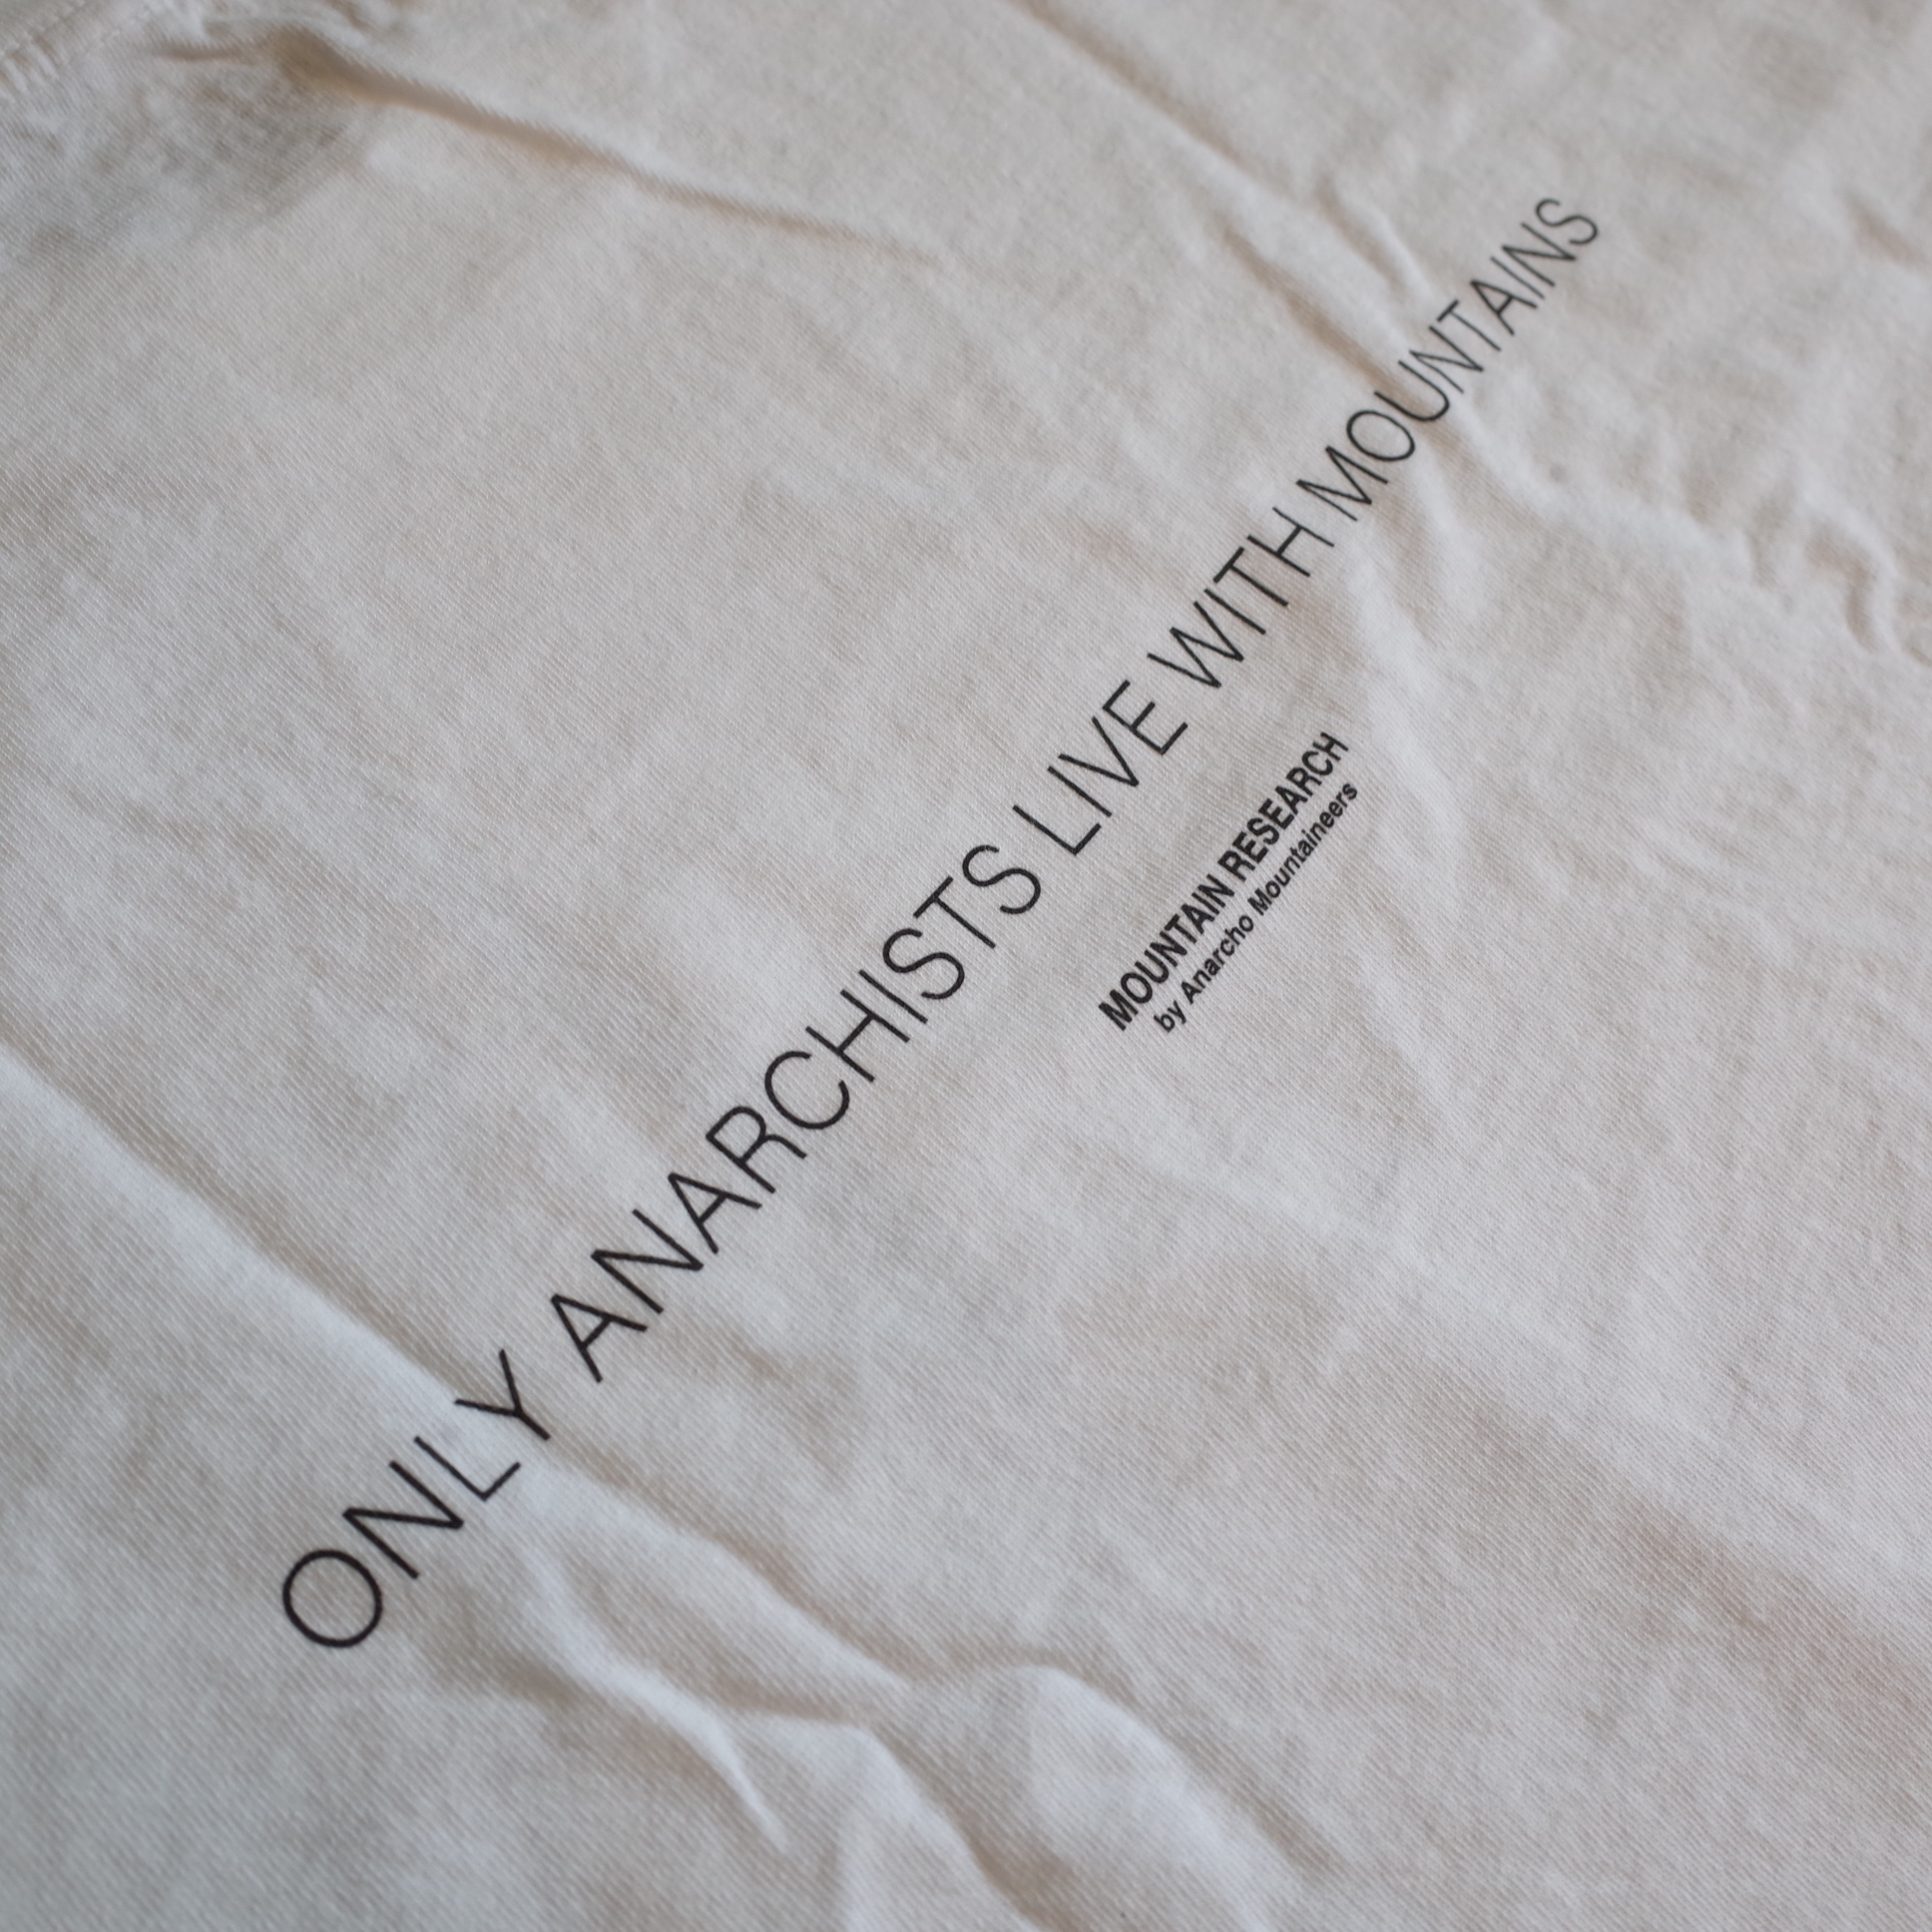 ONLY ANARCHISTS LIVE WITH MOUNTAINS
MOUNTAIN RESEARCH
by Anarcho Mountaineers